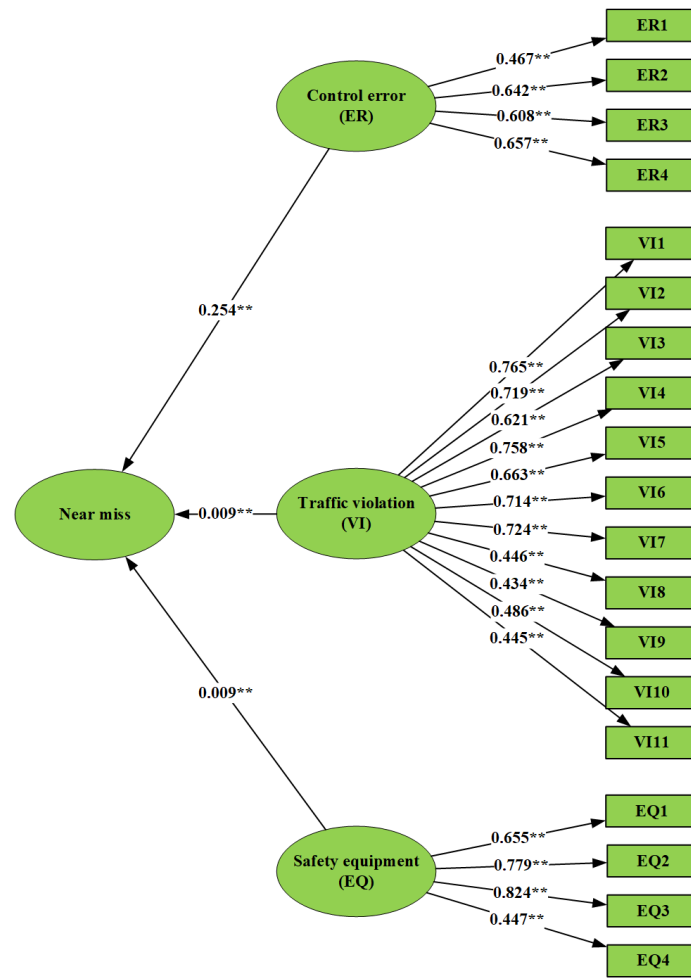 ER1
0.467**
ER2
Control error
(ER)
0.642**
0.608**
ER3
0.657**
ER4
VI1
VI2
0.254**
VI3
0.765**
0.719**
VI4
0.621**
0.758**
VI5
0.663**
Near miss
0.009**
Traffic violation
(VI)
0.714**
VI6
0.724**
VI7
0.446**
VI8
0.434**
0.486**
VI9
0.445**
0.009**
VI10
VI11
EQ1
0.655**
Safety equipment
(EQ)
0.779**
EQ2
0.824**
EQ3
0.447**
EQ4